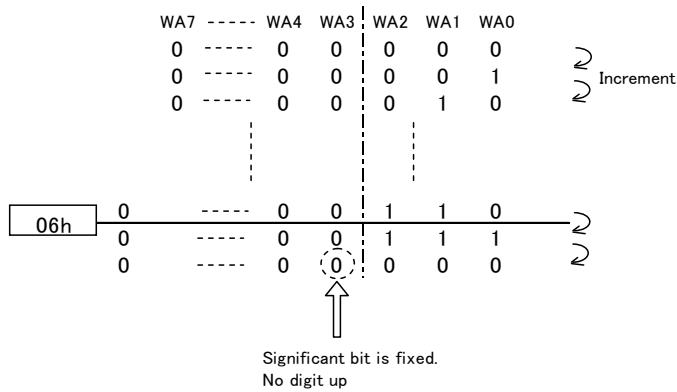 WA7 ----- WA4 WA3 WA2 WA1 WA0
0 ----- 0 0 0 0 0
0 ----- 0 0 0 0 1
Increment
0 ----- 0 0 0 1 0
0 ----- 0 0 1 1 0
06h
0 ----- 0 0 1 1 1
0 ----- 0 0 0 0 0
Significant bit is fixed.
No digit up